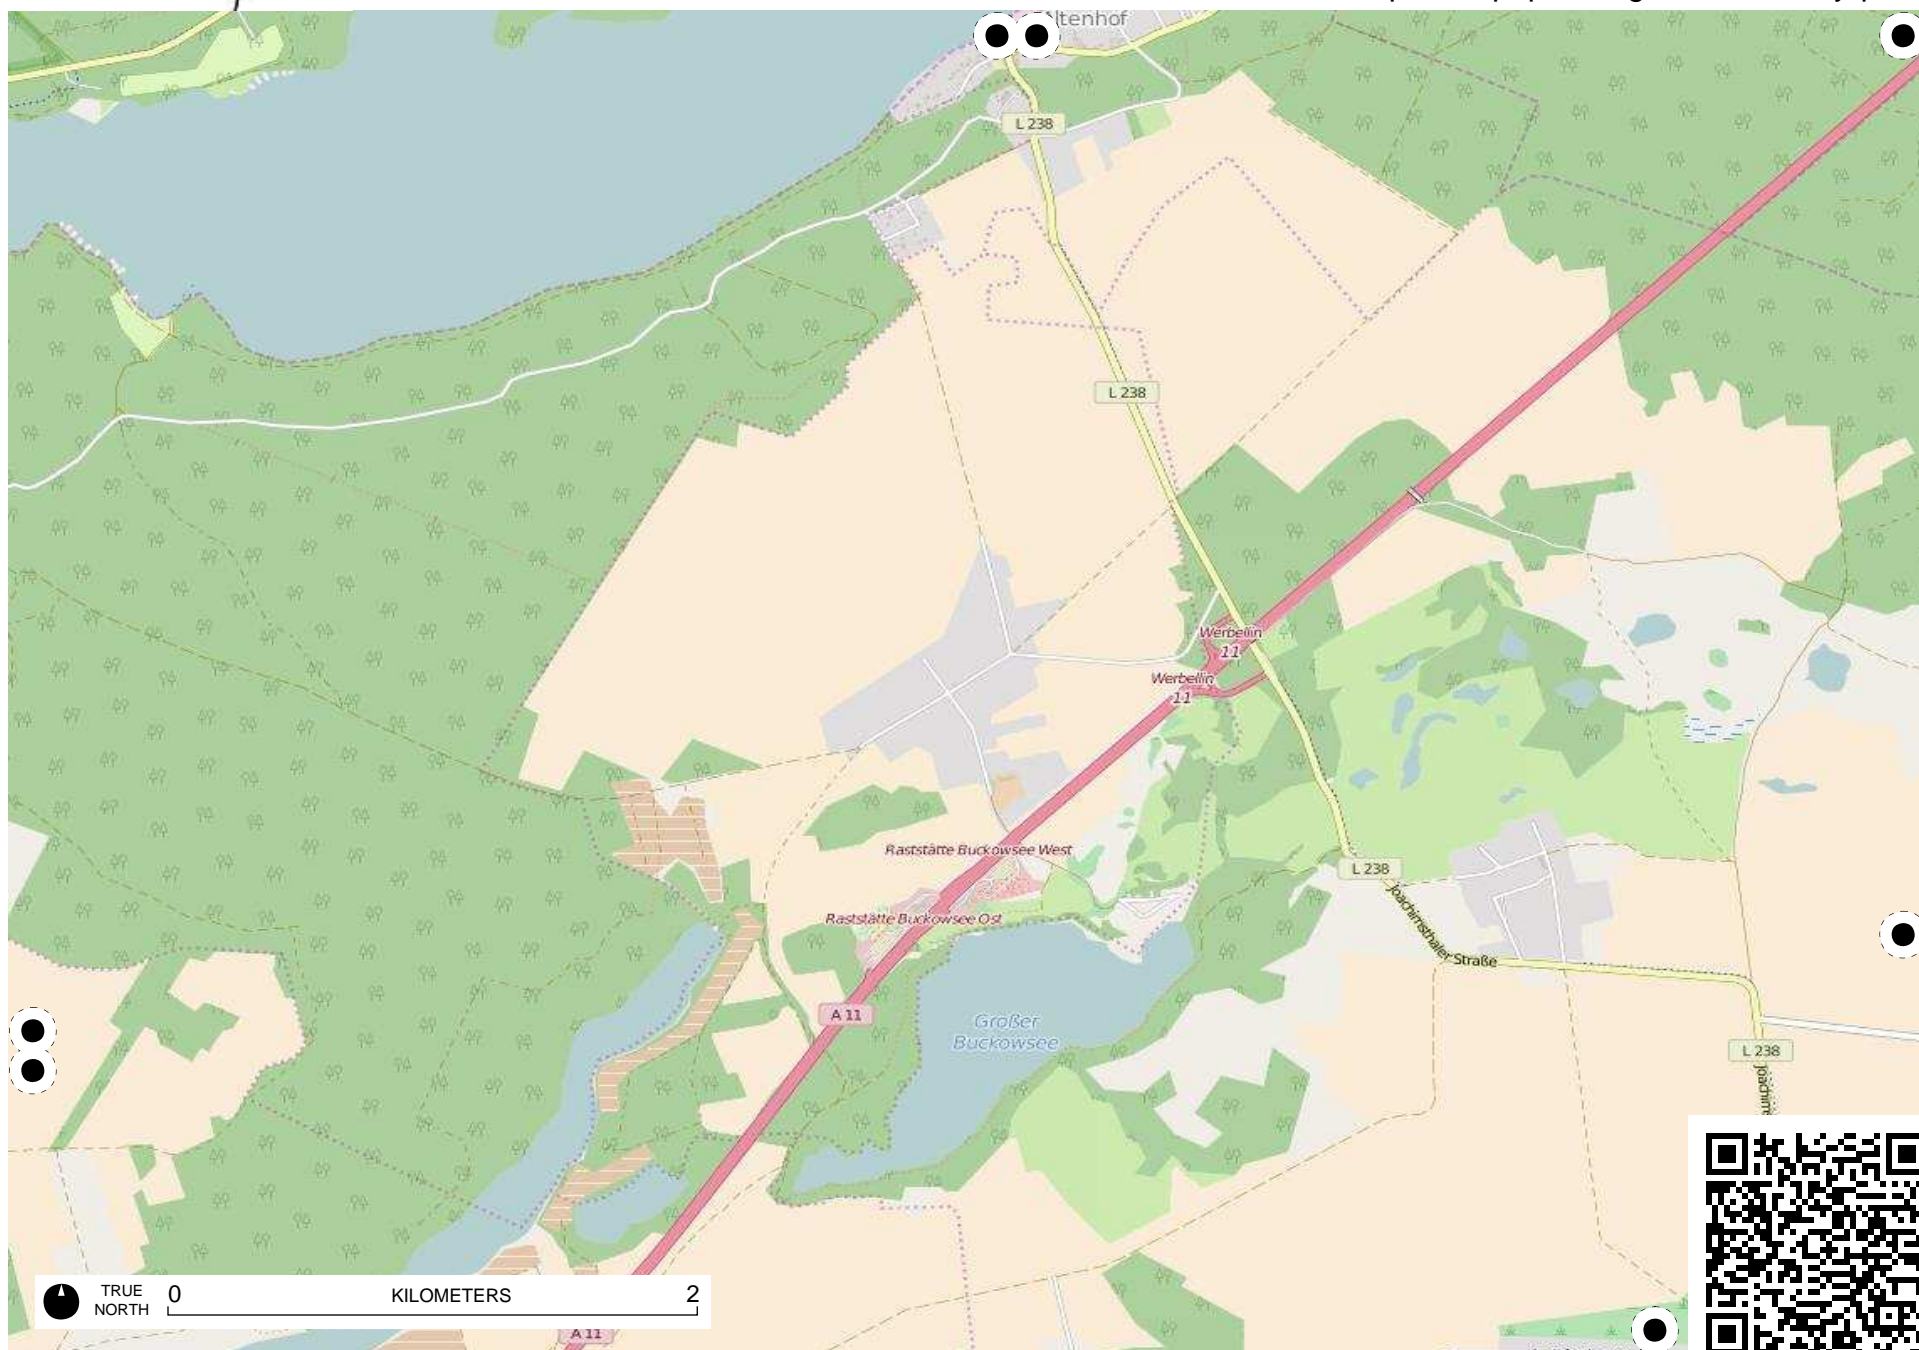 ltenhof
L 238
L 238
Werbellin
11
Werbellin
11
Raststätte Buckowsee West
L 238
Joachimsthaler Straße
Raststätte Buckowsee Ost
A 11
Großer
Buckowsee
L 238
TRUE
NORTH
0
KILOMETERS
2
A 11